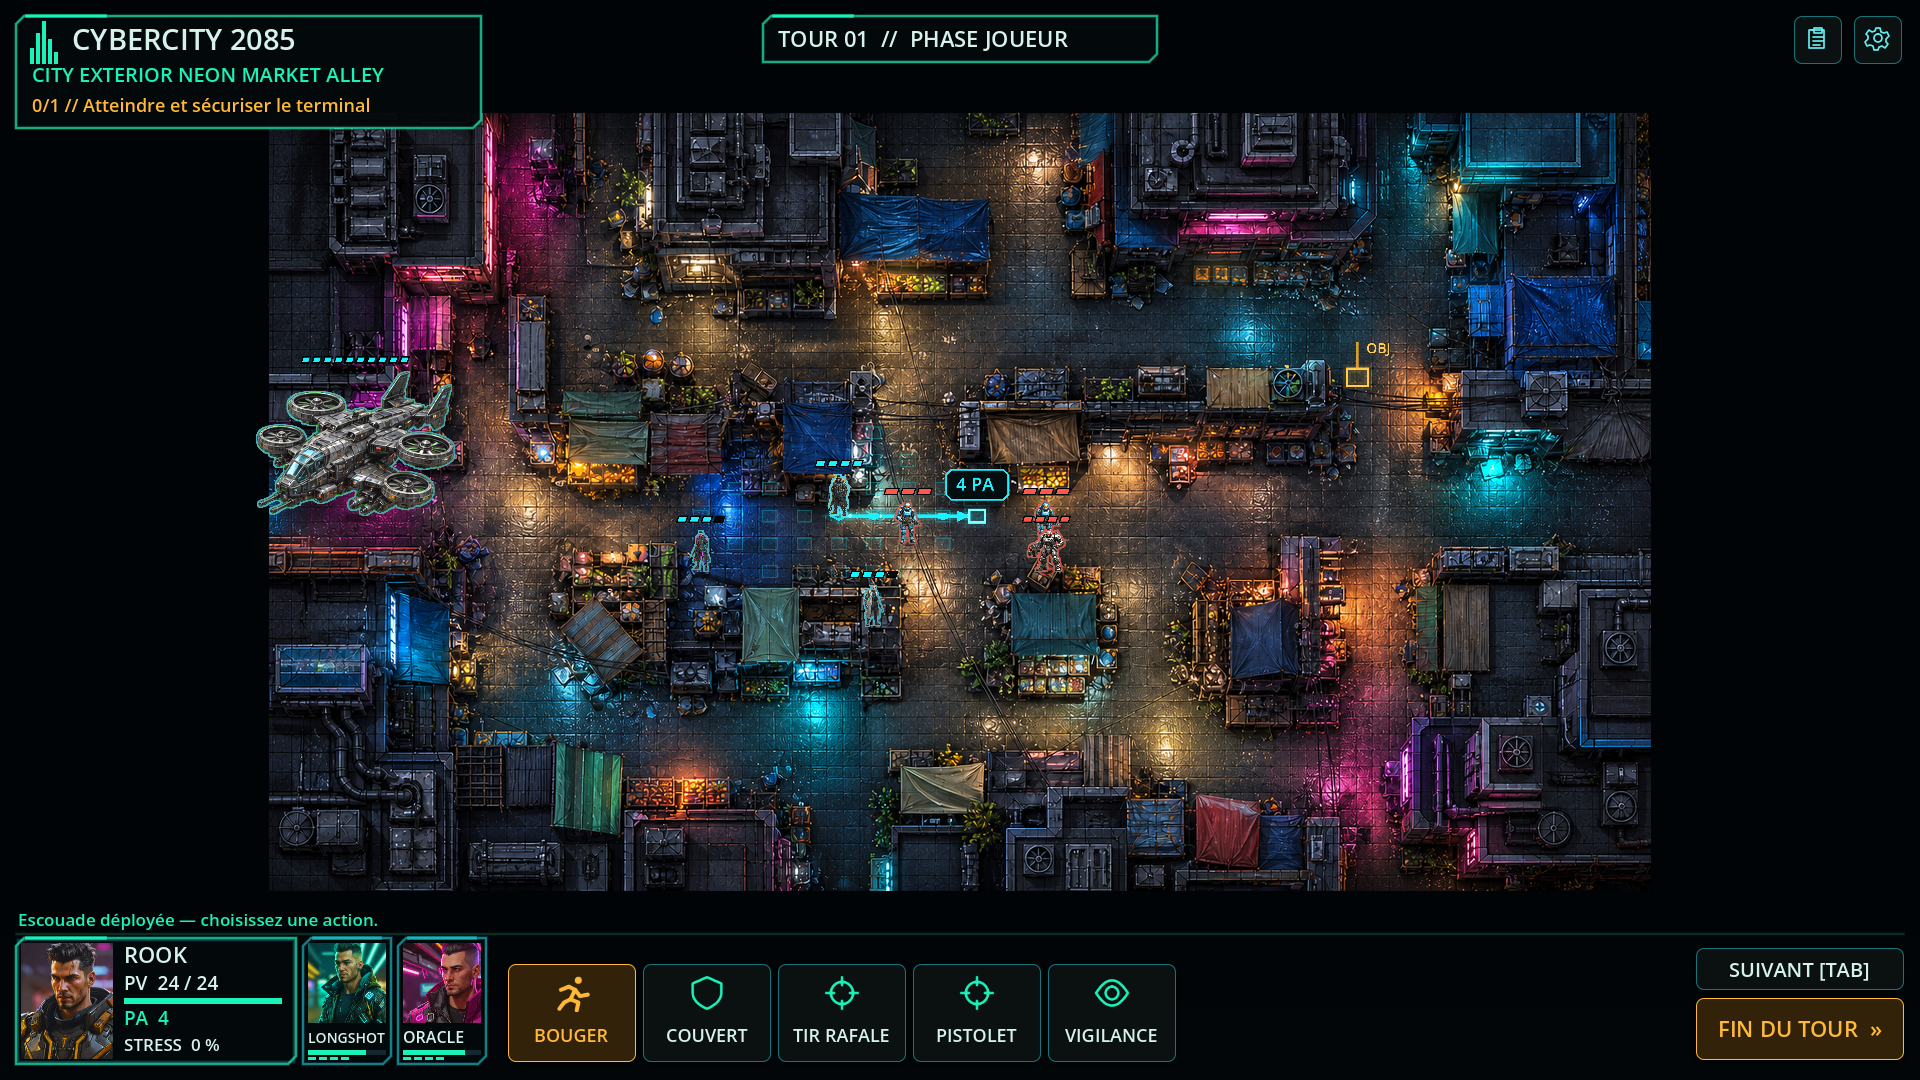 CYBERCITY 2085
CITY EXTERIOR NEON MARKET ALLEY
0/1 // Atteindre et sécuriser le terminal
TOUR 01 // PHASE JOUEUR
OBJ
4 PA
Escouade déployée — choisissez une action.
ROOK
PV 24 / 24
PA 4
STRESS 0 %
LONGSHOT
ORACLE
BOUGER
COUVERT
TIR RAFALE
PISTOLET
VIGILANCE
SUIVANT [TAB]
FIN DU TOUR »